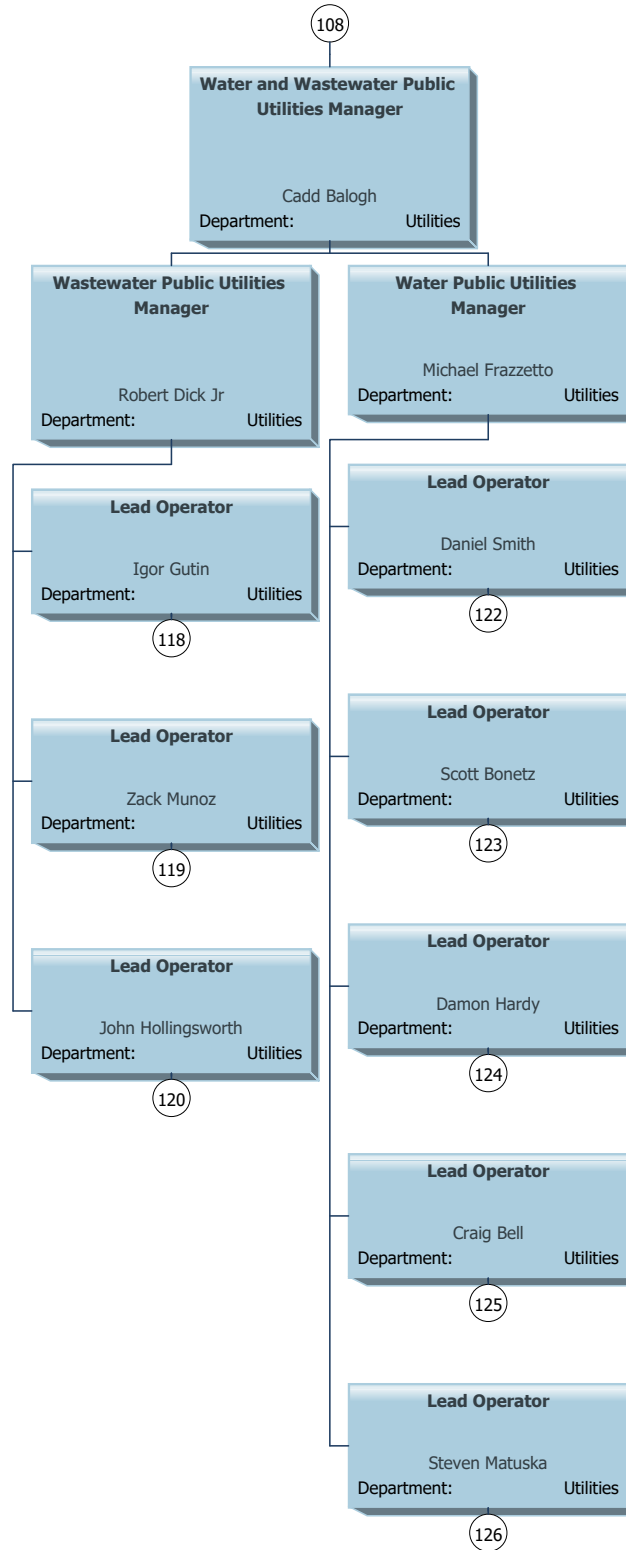 108
Water and Wastewater Public
Utilities Manager
Cadd Balogh
Department: Utilities
Wastewater Public Utilities
Manager
Robert Dick Jr
Department: Utilities
Lead Operator
Igor Gutin
Department: Utilities
118
Lead Operator
Zack Munoz
Department: Utilities
119
Lead Operator
John Hollingsworth
Department: Utilities
120
Water Public Utilities
Manager
Michael Frazzetto
Department: Utilities
Lead Operator
Daniel Smith
Department: Utilities
122
Lead Operator
Scott Bonetz
Department: Utilities
123
Lead Operator
Damon Hardy
Department: Utilities
124
Lead Operator
Craig Bell
Department: Utilities
125
Lead Operator
Steven Matuska
Department: Utilities
126